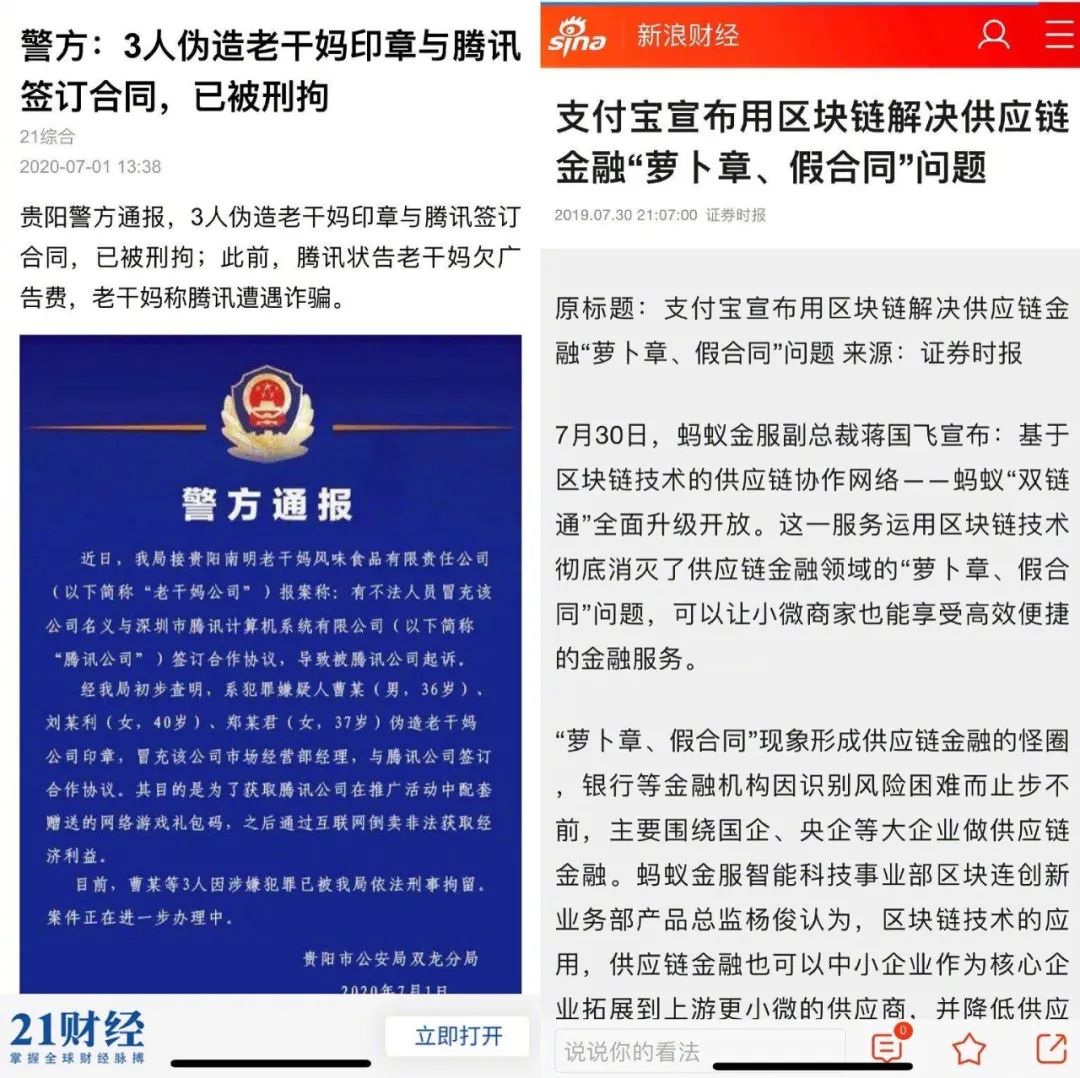 警方：3人伪造老干妈印章与腾讯
签订合同，已被刑拘
21综合
2020-07-01 13:38
贵阳警方通报，3人伪造老干妈印章与腾讯签订
合同，已被刑拘；此前，腾讯状告老干妈欠广
告费，老干妈称腾讯遭遇诈骗。
警方通报
近日，我局接贵阳南明老干妈风味食品有限责任公司
（以下简称“老干妈公司”）报案称：有不法人员冒充该
公司名义与深圳市腾讯计算机系统有限公司（以下简称
“腾讯公司”）签订合作协议，导致被腾讯公司起诉。
经我局初步查明，系犯罪嫌疑人曹某（男，36岁）、
刘某利（女，40岁）、郑某君（女，37岁）伪造老干妈
公司印章，冒充该公司市场经营部经理，与腾讯公司签订
合作协议。其目的是为了获取腾讯公司在推广活动中配套
赠送的网络游戏礼包码，之后通过互联网倒卖非法获取经
济利益。
目前，曹某等3人因涉嫌犯罪已被我局依法刑事拘留。
案件正在进一步办理中。
贵阳市公安局双龙分局
2020年7月1日
21财经
掌握全球财经脉搏
立即打开
sina
新浪财经
支付宝宣布用区块链解决供应链
金融“萝卜章、假合同”问题
2019.07.30 21:07:00 证券时报
原标题：支付宝宣布用区块链解决供应链金
融“萝卜章、假合同”问题 来源：证券时报
7月30日，蚂蚁金服副总裁蒋国飞宣布：基于
区块链技术的供应链协作网络——蚂蚁“双链
通”全面升级开放。这一服务运用区块链技术
彻底消灭了供应链金融领域的“萝卜章、假合
同”问题，可以让小微商家也能享受高效便捷
的金融服务。
“萝卜章、假合同”现象形成供应链金融的怪圈
，银行等金融机构因识别风险困难而止步不
前，主要围绕国企、央企等大企业做供应链
金融。蚂蚁金服智能科技事业部区块连创新
业务部产品总监杨俊认为，区块链技术的应
用，供应链金融也可以中小企业作为核心企
业拓展到上游更小微的供应商，并降低供应
说说你的看法
0